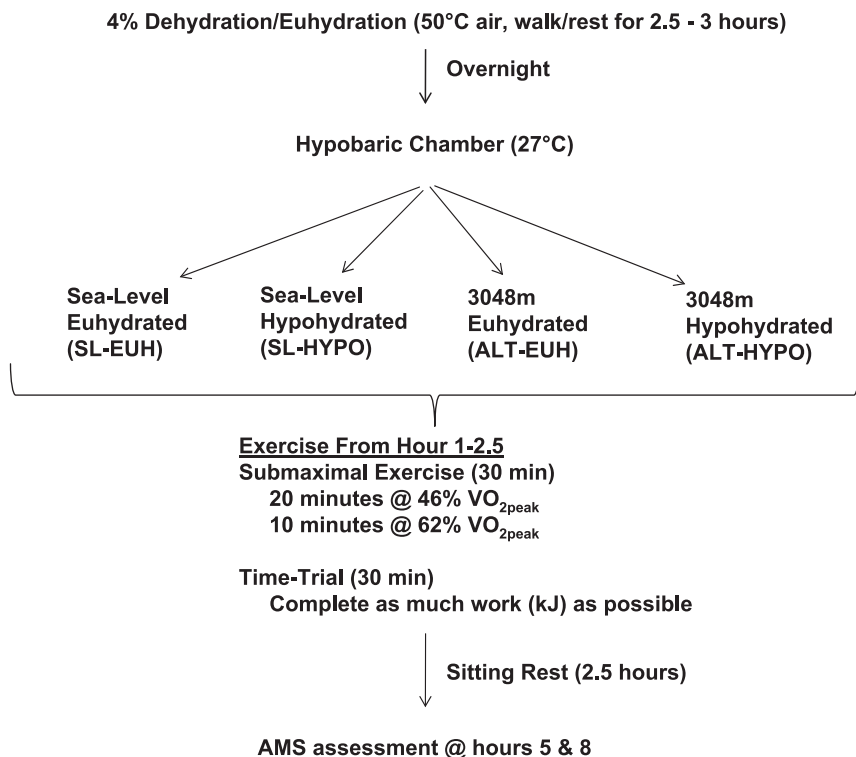 4% Dehydration/Euhydration (50°C air, walk/rest for 2.5 - 3 hours)
Overnight
Hypobaric Chamber (27°C)
Sea-Level
Euhydrated
(SL-EUH)
Sea-Level
Hypohydrated
(SL-HYPO)
3048m
Euhydrated
(ALT-EUH)
3048m
Hypohydrated
(ALT-HYPO)
Exercise From Hour 1-2.5
Submaximal Exercise (30 min)
20 minutes @ 46% VO2peak
10 minutes @ 62% VO2peak
Time-Trial (30 min)
Complete as much work (kJ) as possible
Sitting Rest (2.5 hours)
AMS assessment @ hours 5 & 8